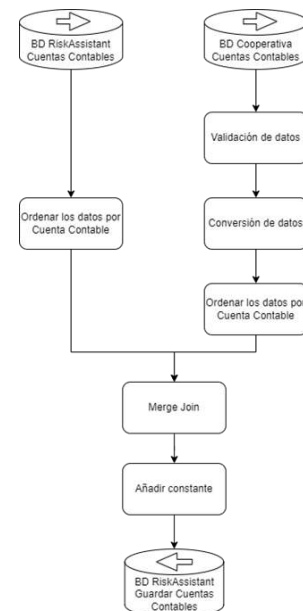 BD RiskAssistant
Cuentas Contables
BD Cooperativa
Cuentas Contables
Validación de datos
Conversión de datos
Ordenar los datos por
Cuenta Contable
Ordenar los datos por
Cuenta Contable
Merge Join
Añadir constante
BD RiskAssistant
Guardar Cuentas
Contables